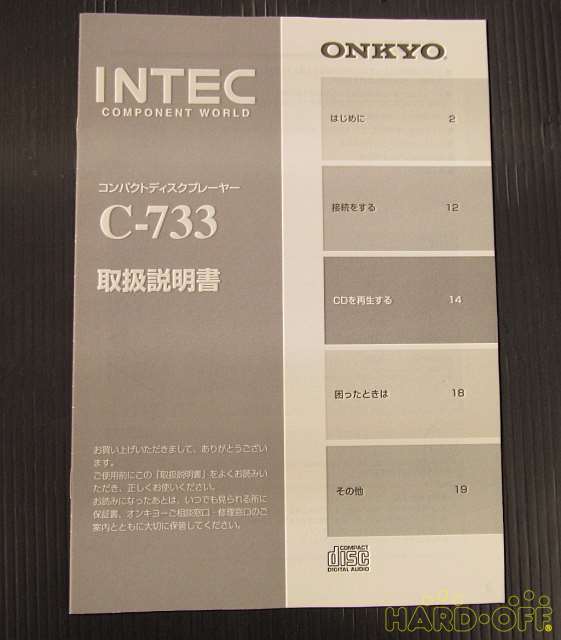 INTEC
COMPONENT WORLD
コンパクトディスクプレーヤー
C-733
取扱説明書
お買い上げいただきまして、ありがとうござい
ます。
ご使用前にこの「取扱説明書」をよくお読みい
ただき、正しくお使いください。
お読みになったあとは、いつでも見られる所に
保証書、オンキヨーご相談窓口・修理窓口のご
案内とともに大切に保管してください。
ONKYO
はじめに 2
接続をする 12
CDを再生する 14
困ったときは 18
その他 19
COMPACT
disc
DIGITAL AUDIO
HARD-OFF